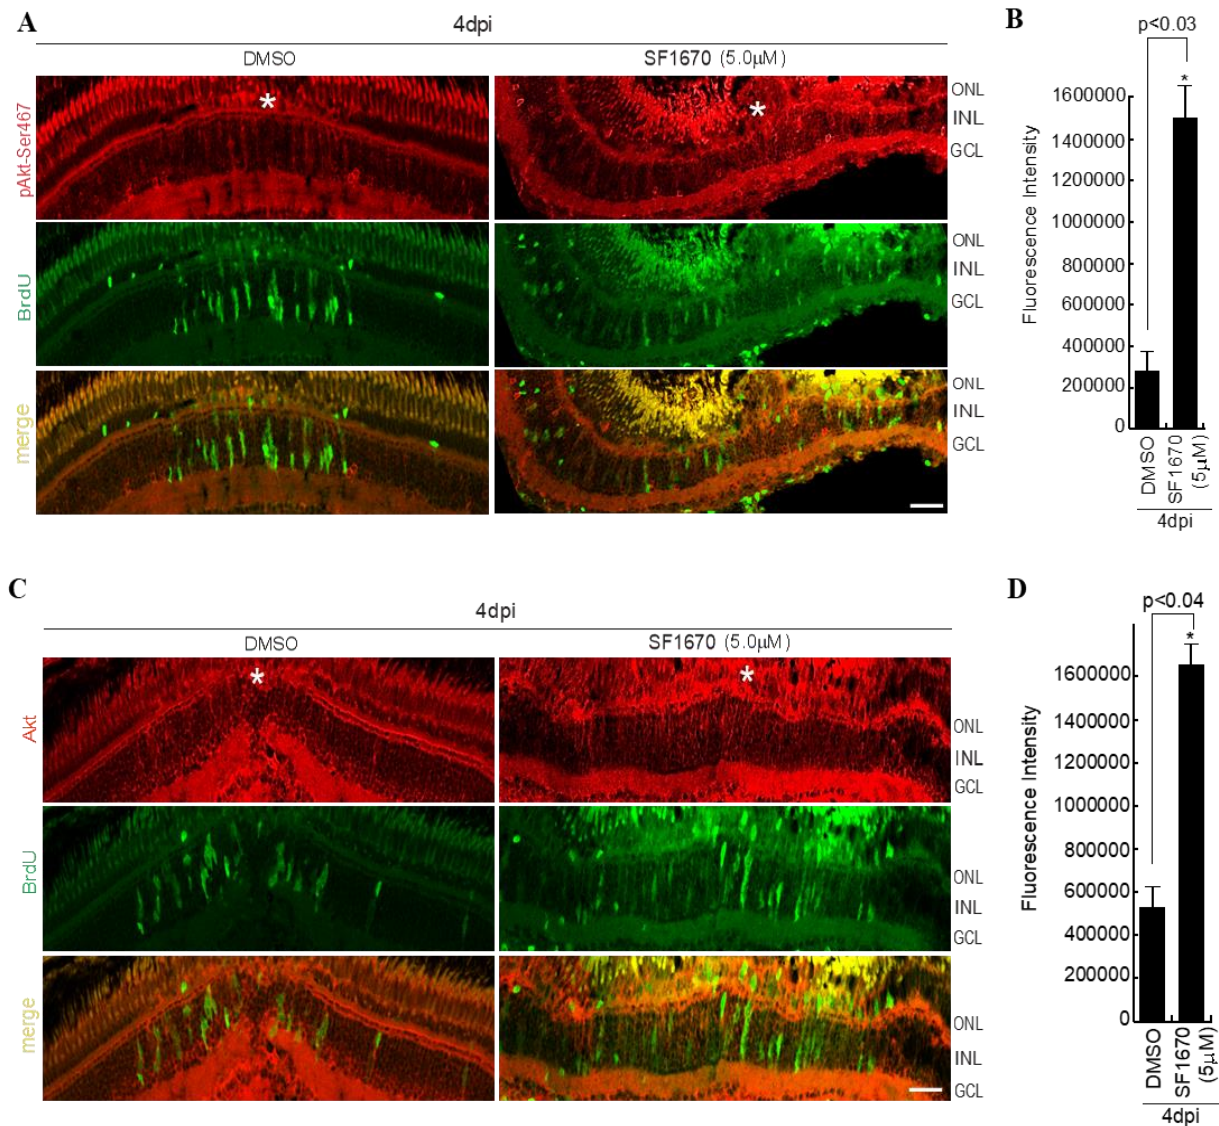 A
4dpi
DMSO
SF1670 (5.0μM)
pAkt-Ser467
*
*
ONL
INL
GCL
BrdU
ONL
INL
GCL
merge
ONL
INL
GCL
B
p<0.03
*
Fluorescence Intensity
1600000
1400000
1200000
1000000
800000
600000
400000
200000
0
DMSO
SF1670
(5μM)
4dpi
C
4dpi
DMSO
SF1670 (5.0μM)
Akt
*
*
ONL
INL
GCL
BrdU
ONL
INL
GCL
merge
ONL
INL
GCL
D
p<0.04
*
Fluorescence Intensity
1600000
1400000
1200000
1000000
800000
600000
400000
200000
0
DMSO
SF1670
(5μM)
4dpi